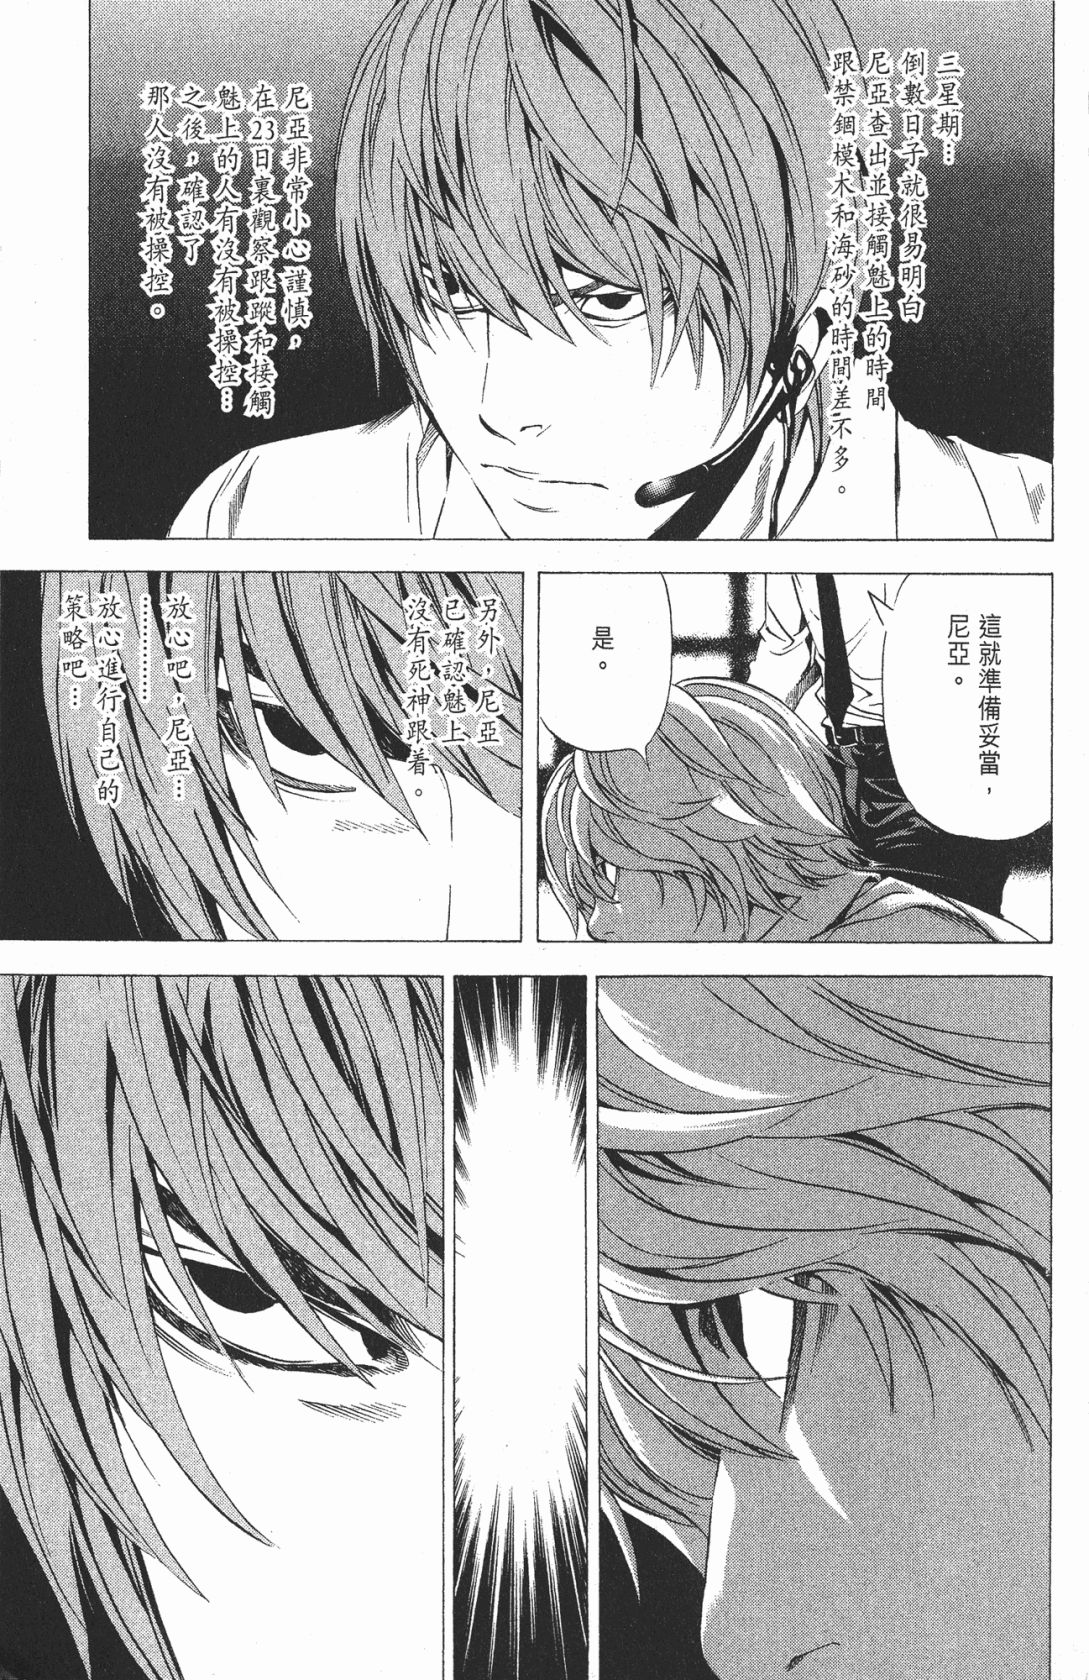 三星期…
倒數日子就很易明白
尼亞查出並接觸魅上的時間
跟禁錮模木和海砂的時間差不多。
尼亞非常小心謹慎，
在23日裏觀察跟蹤和接觸
魅上的人有沒有被操控…
之後，確認了
那人沒有被操控。
這就準備妥當，
尼亞。
是。
另外，尼亞
已確認魅上
沒有死神跟着。
放心吧，尼亞…
……………
放心進行自己的
策略吧…